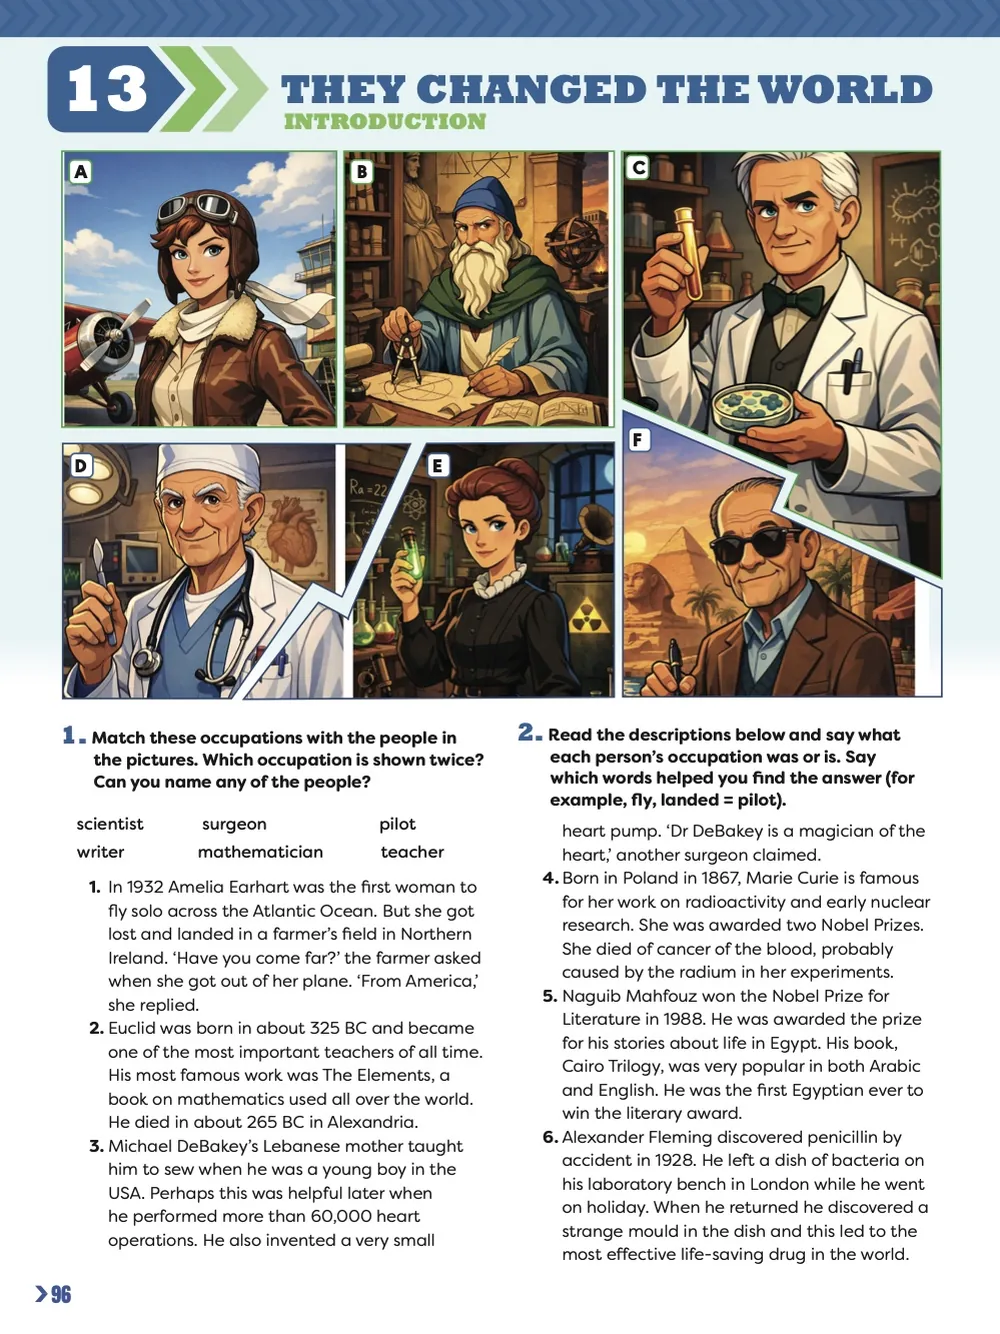 13
THEY CHANGED THE WORLD
INTRODUCTION
A
B
C
D
E
F
Ra=22
1. Match these occupations with the people in
the pictures. Which occupation is shown twice?
Can you name any of the people?
scientist surgeon pilot
writer mathematician teacher
1. In 1932 Amelia Earhart was the first woman to
fly solo across the Atlantic Ocean. But she got
lost and landed in a farmer's field in Northern
Ireland. ‘Have you come far?’ the farmer asked
when she got out of her plane. ‘From America,’
she replied.
2. Euclid was born in about 325 BC and became
one of the most important teachers of all time.
His most famous work was The Elements, a
book on mathematics used all over the world.
He died in about 265 BC in Alexandria.
3. Michael DeBakey’s Lebanese mother taught
him to sew when he was a young boy in the
USA. Perhaps this was helpful later when
he performed more than 60,000 heart
operations. He also invented a very small
2. Read the descriptions below and say what
each person’s occupation was or is. Say
which words helped you find the answer (for
example, fly, landed = pilot).
heart pump. ‘Dr DeBakey is a magician of the
heart,’ another surgeon claimed.
4. Born in Poland in 1867, Marie Curie is famous
for her work on radioactivity and early nuclear
research. She was awarded two Nobel Prizes.
She died of cancer of the blood, probably
caused by the radium in her experiments.
5. Naguib Mahfouz won the Nobel Prize for
Literature in 1988. He was awarded the prize
for his stories about life in Egypt. His book,
Cairo Trilogy, was very popular in both Arabic
and English. He was the first Egyptian ever to
win the literary award.
6. Alexander Fleming discovered penicillin by
accident in 1928. He left a dish of bacteria on
his laboratory bench in London while he went
on holiday. When he returned he discovered a
strange mould in the dish and this led to the
most effective life-saving drug in the world.
96